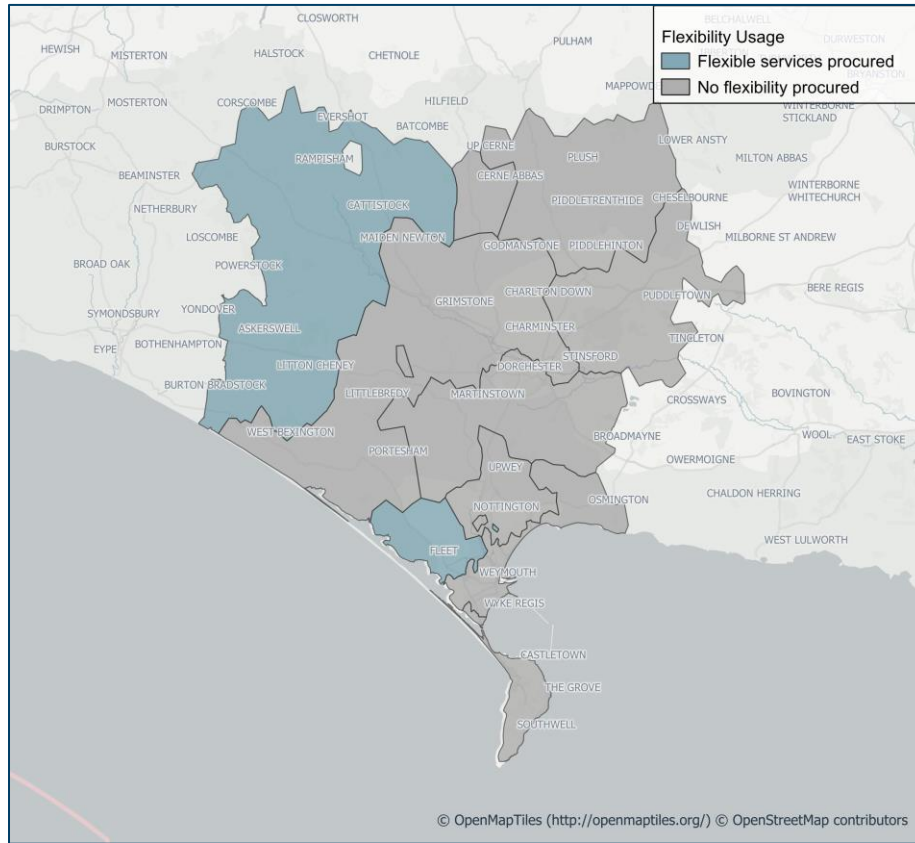 CLOSWORTH
HEWISH
MISTERTON
HALSTOCK
CHETNOLE
PULHAM
BELCHALWELL
Flexibility Usage
Flexible services procured
No flexibility procured
DURWESTON
BRYANSTON
DRIMPTON
MOSTERTON
CORSCOMBE
HILFIELD
WINTERBORNE
STICKLAND
EVERSHOT
BATCOMBE
BURSTOCK
UP CERNE
LOWER ANSTY
RAMPISHAM
PLUSH
MILTON ABBAS
BEAMINSTER
CERNE ABBAS
WINTERBORNE
WHITECHURCH
NETHERBURY
CATTISTOCK
PIDDLETRENTHIDE
CHESELBOURNE
DEWLISH
LOSCOMBE
MAIDEN NEWTON
GODMANSTONE
PIDDLEHINTON
MILBORNE ST ANDREW
BROAD OAK
POWERSTOCK
CHARLTON DOWN
PUDDLETOWN
BERE REGIS
GRIMSTONE
SYMONDSBURY
YONDOVER
ASKERSWELL
CHARMINSTER
EYPE
BOTHENHAMPTON
TINCLETON
LITTON CHENEY
DORCHESTER
STINSFORD
BURTON BRADSTOCK
LITTLEBREDY
MARTINSTOWN
CROSSWAYS
BOVINGTON
WEST BEXINGTON
BROADMAYNE
WOOL
EAST STOKE
PORTESHAM
UPWEY
OWERMOIGNE
OSMINGTON
CHALDON HERRING
NOTTINGTON
WEST LULWORTH
FLEET
WEYMOUTH
WYKE REGIS
CASTLETOWN
THE GROVE
SOUTHWELL
© OpenMapTiles (http://openmaptiles.org/) © OpenStreetMap contributors